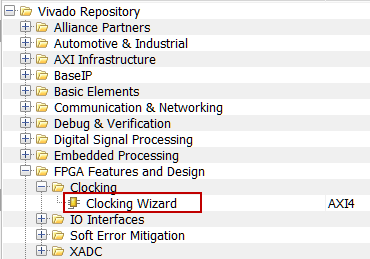 Vivado Repository
Alliance Partners
Automotive & Industrial
AXI Infrastructure
BaseIP
Basic Elements
Communication & Networking
Debug & Verification
Digital Signal Processing
Embedded Processing
FPGA Features and Design
Clocking
Clocking Wizard AXI4
IO Interfaces
Soft Error Mitigation
XADC